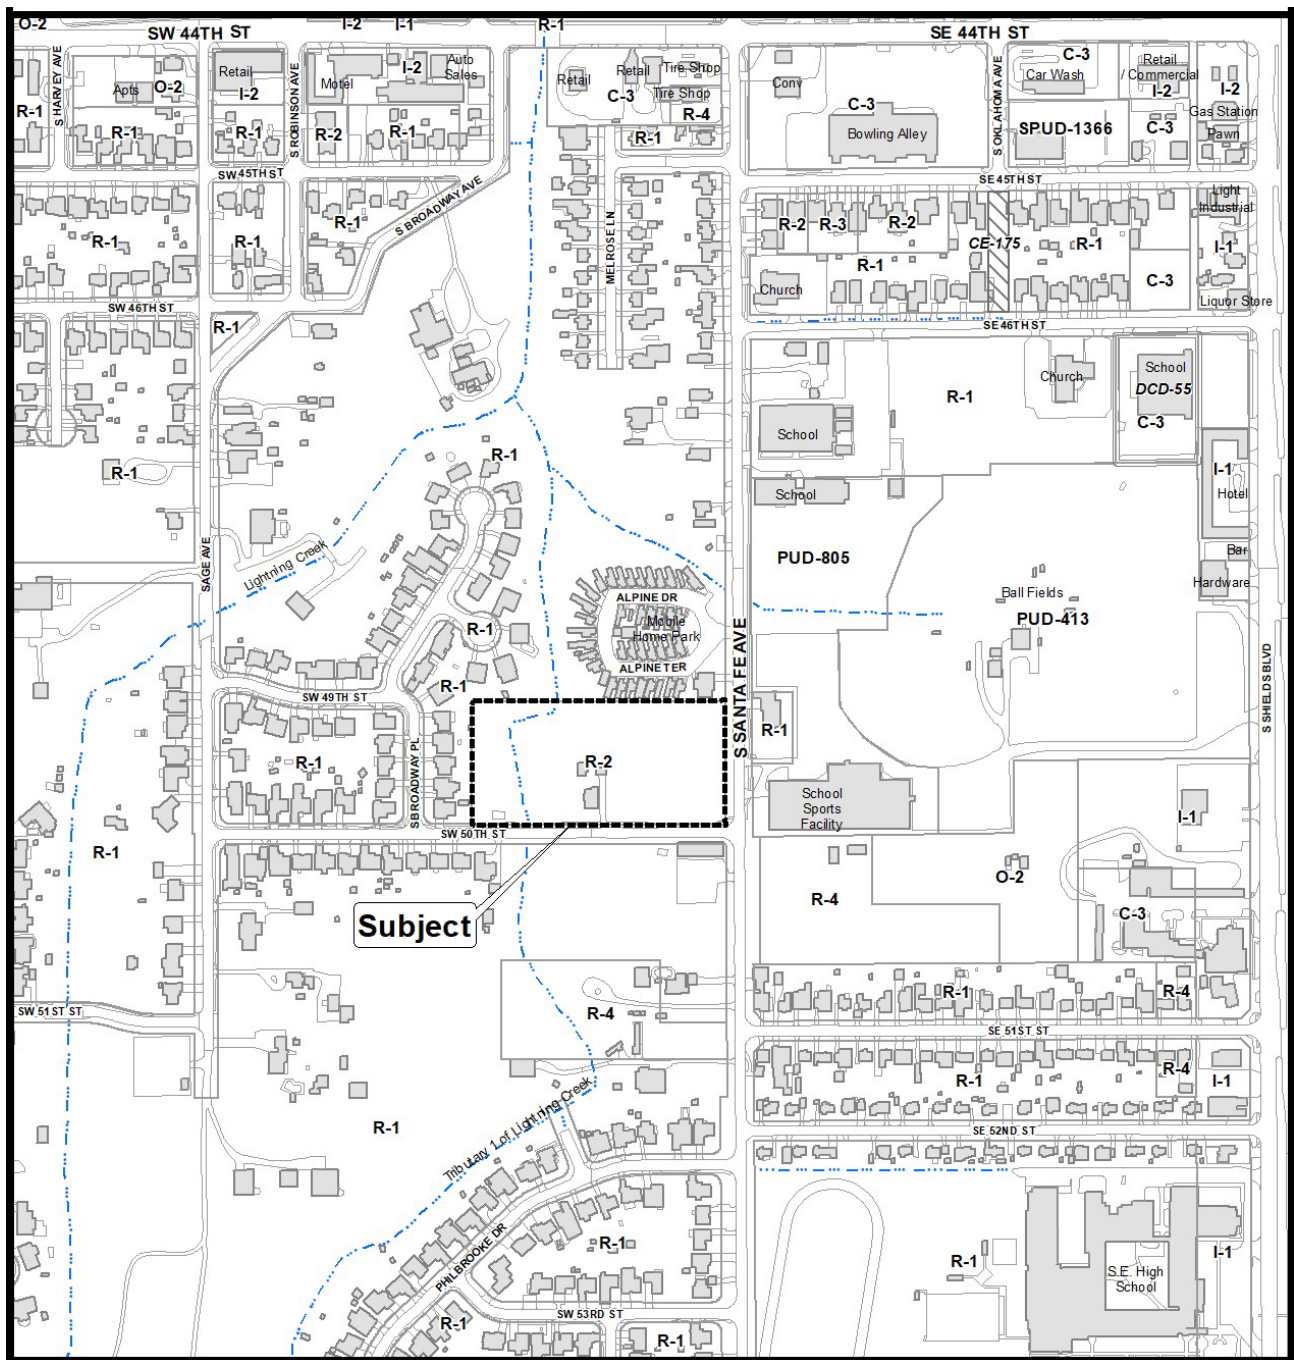 O-2
I-2
I-1
R-1
SW 44TH ST
SE 44TH ST
S HARVEY AVE
Apts
O-2
R-1
R-1
Retail
I-2
R-1
S ROBINSON AVE
Motel
I-2
Auto
Sales
R-2
R-1
Retail
Retail
Tire Shop
C-3
Tire Shop
R-4
R-1
Conv
C-3
Bowling Alley
S OKLAHOMA AVE
C-3
Car Wash
Retail
/ Commercial
I-2
I-2
Gas Station
SPUD-1366
C-3
Pawn
SW 45TH ST
SE 45TH ST
S BROADWAY AVE
R-1
R-1
R-1
MELROSE LN
R-2
R-3
R-2
CE-175
R-1
R-1
Light
Industrial
I-1
Church
C-3
Liquor Store
SW 46TH ST
SE 46TH ST
R-1
R-1
Church
School
DCD-55
C-3
School
R-1
R-1
I-1
Hotel
School
Lightning Creek
SAGE AVE
PUD-805
Bar
Hardware
Ball Fields
PUD-413
ALPINE DR
Mobile
Home Park
ALPINE TER
R-1
R-1
S SANTA FE AVE
S SHIELDS BLVD
SW 49TH ST
R-1
R-1
S BROADWAY PL
R-2
School
Sports
Facility
I-1
SW 50TH ST
R-1
Subject
R-4
O-2
C-3
R-1
R-4
SW 51ST ST
R-4
SE 51ST ST
R-1
R-4
I-1
R-1
Tributary 1 of Lightning Creek
SE 52ND ST
PHILBROOKE DR
R-1
R-1
I-1
S.E. High
School
SW 53RD ST
R-1
R-1